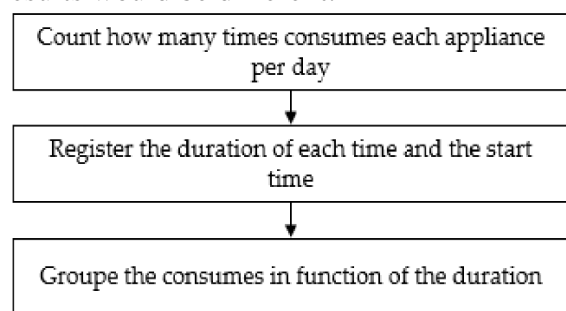 Count how many times consumes each appliance
per day
Register the duration of each time and the start
time
Groupe the consumes in function of the duration